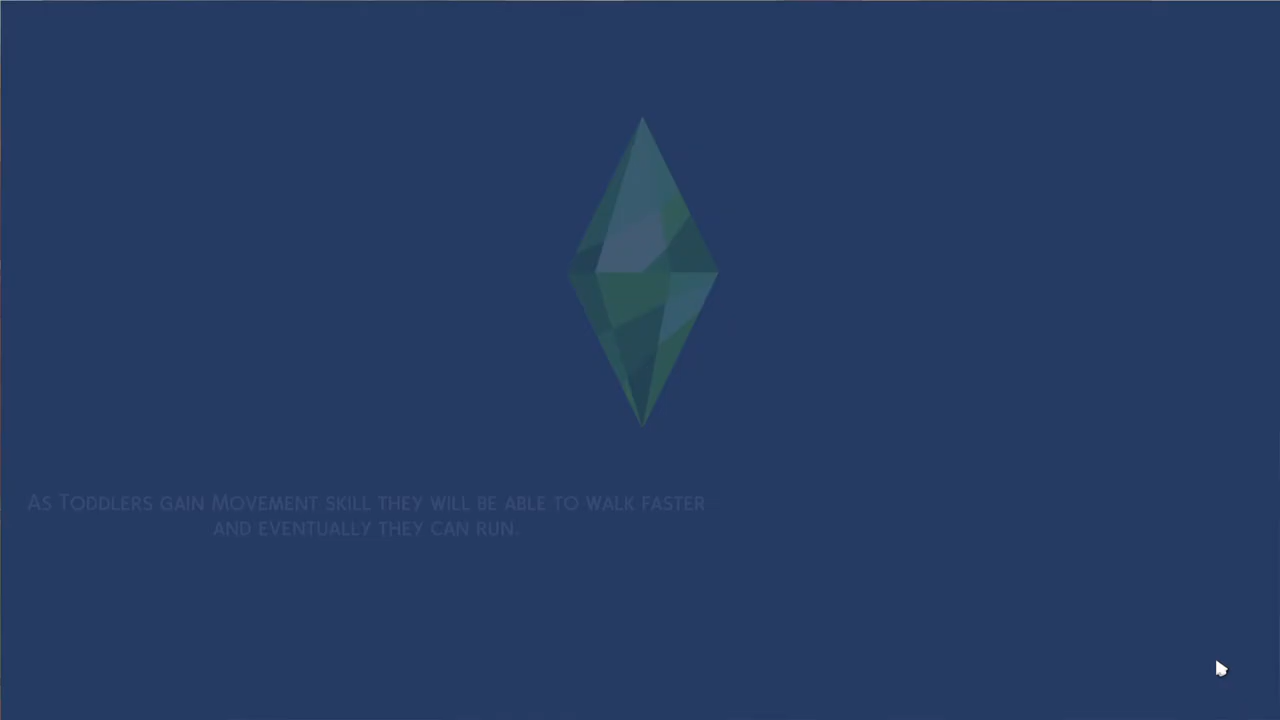 As Toddlers gain Movement skill they will be able to walk faster
and eventually they can run.